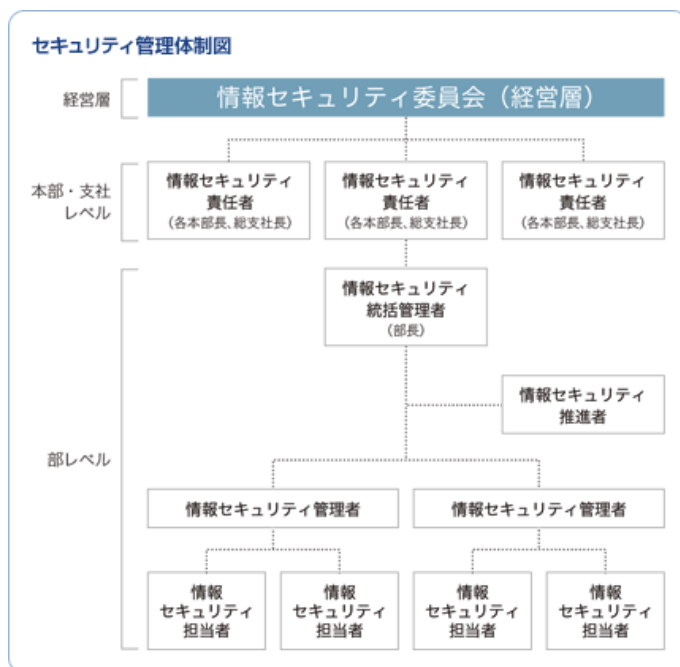 セキュリティ管理体制図
経営層
情報セキュリティ委員会（経営層）
本部・支社
レベル
情報セキュリティ
責任者
（各本部長、総支社長）
情報セキュリティ
責任者
（各本部長、総支社長）
情報セキュリティ
責任者
（各本部長、総支社長）
部レベル
情報セキュリティ
統括管理者
（部長）
情報セキュリティ
推進者
情報セキュリティ管理者
情報セキュリティ管理者
情報
セキュリティ
担当者
情報
セキュリティ
担当者
情報
セキュリティ
担当者
情報
セキュリティ
担当者